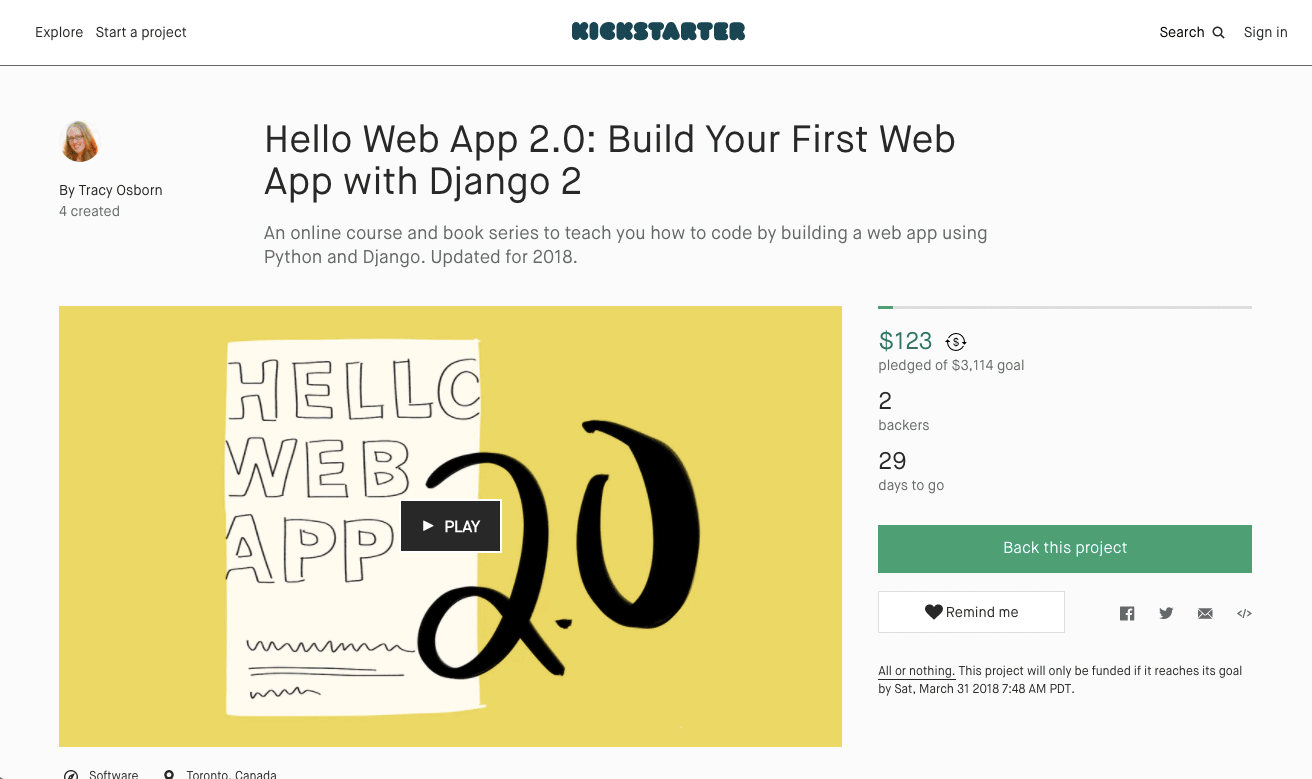 Explore Start a project
KICKSTARTER
Search Sign in
By Tracy Osborn
4 created
Hello Web App 2.0: Build Your First Web
App with Django 2
An online course and book series to teach you how to code by building a web app using
Python and Django. Updated for 2018.
HELLO
WEB
APP
2.0
PLAY
$123
pledged of $3,114 goal
2
backers
29
days to go
Back this project
Remind me
All or nothing. This project will only be funded if it reaches its goal
by Sat, March 31 2018 7:48 AM PDT.
Software Toronto, Canada